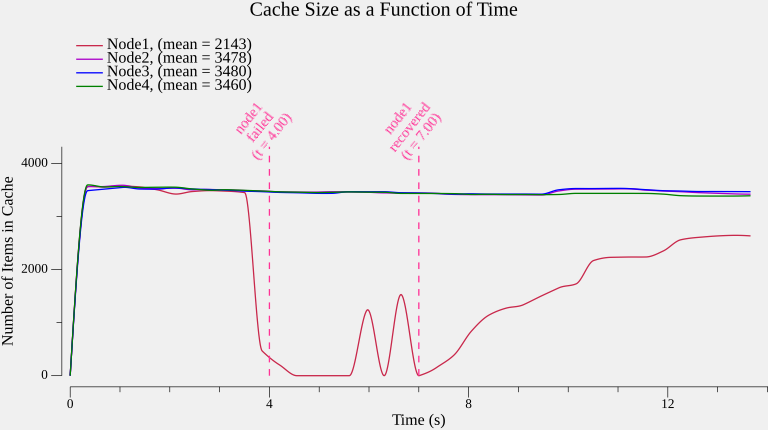 Cache Size as a Function of Time
Node1, (mean = 2143)
Node2, (mean = 3478)
Node3, (mean = 3480)
Node4, (mean = 3460)
node1
failed
(t = 4.00)
node1
recovered
(t = 7.00)
Number of Items in Cache
4000
2000
0
0 4 8 12
Time (s)